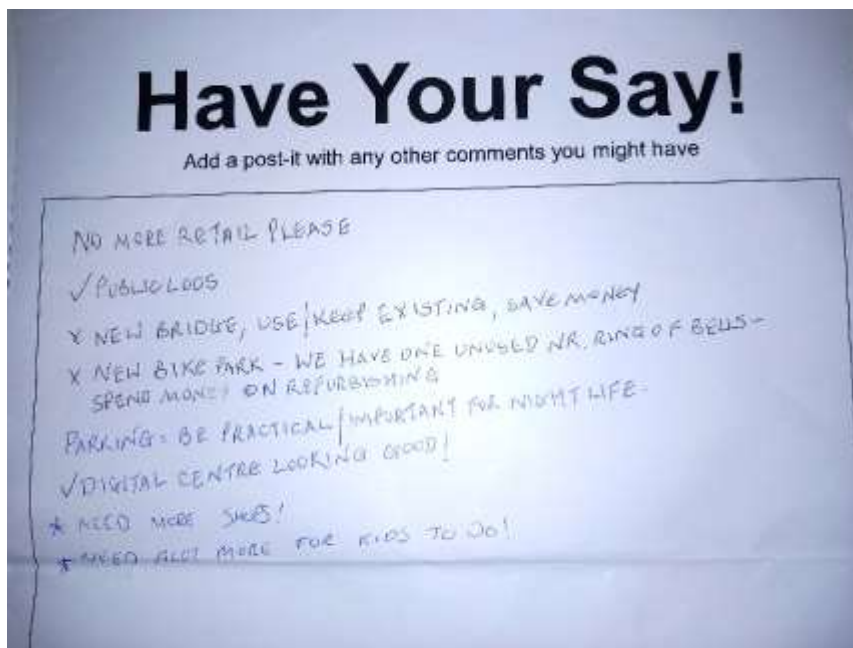 Have Your Say!
Add a post-it with any other comments you might have
NO MORE RETAIL PLEASE
✓ PUBLIC LOOS
X NEW BRIDGE, USE/KEEP EXISTING, SAVE MONEY
X NEW BIKE PARK - WE HAVE ONE UNUSED NR. RING OF BELLS -
SPEND MONEY ON REFURBISHING
PARKING: BE PRACTICAL/IMPORTANT FOR NIGHT LIFE.
✓ DIGITAL CENTRE LOOKING GOOD!
* NEED MORE SHOPS!
* NEED ALOT MORE FOR KIDS TO DO!